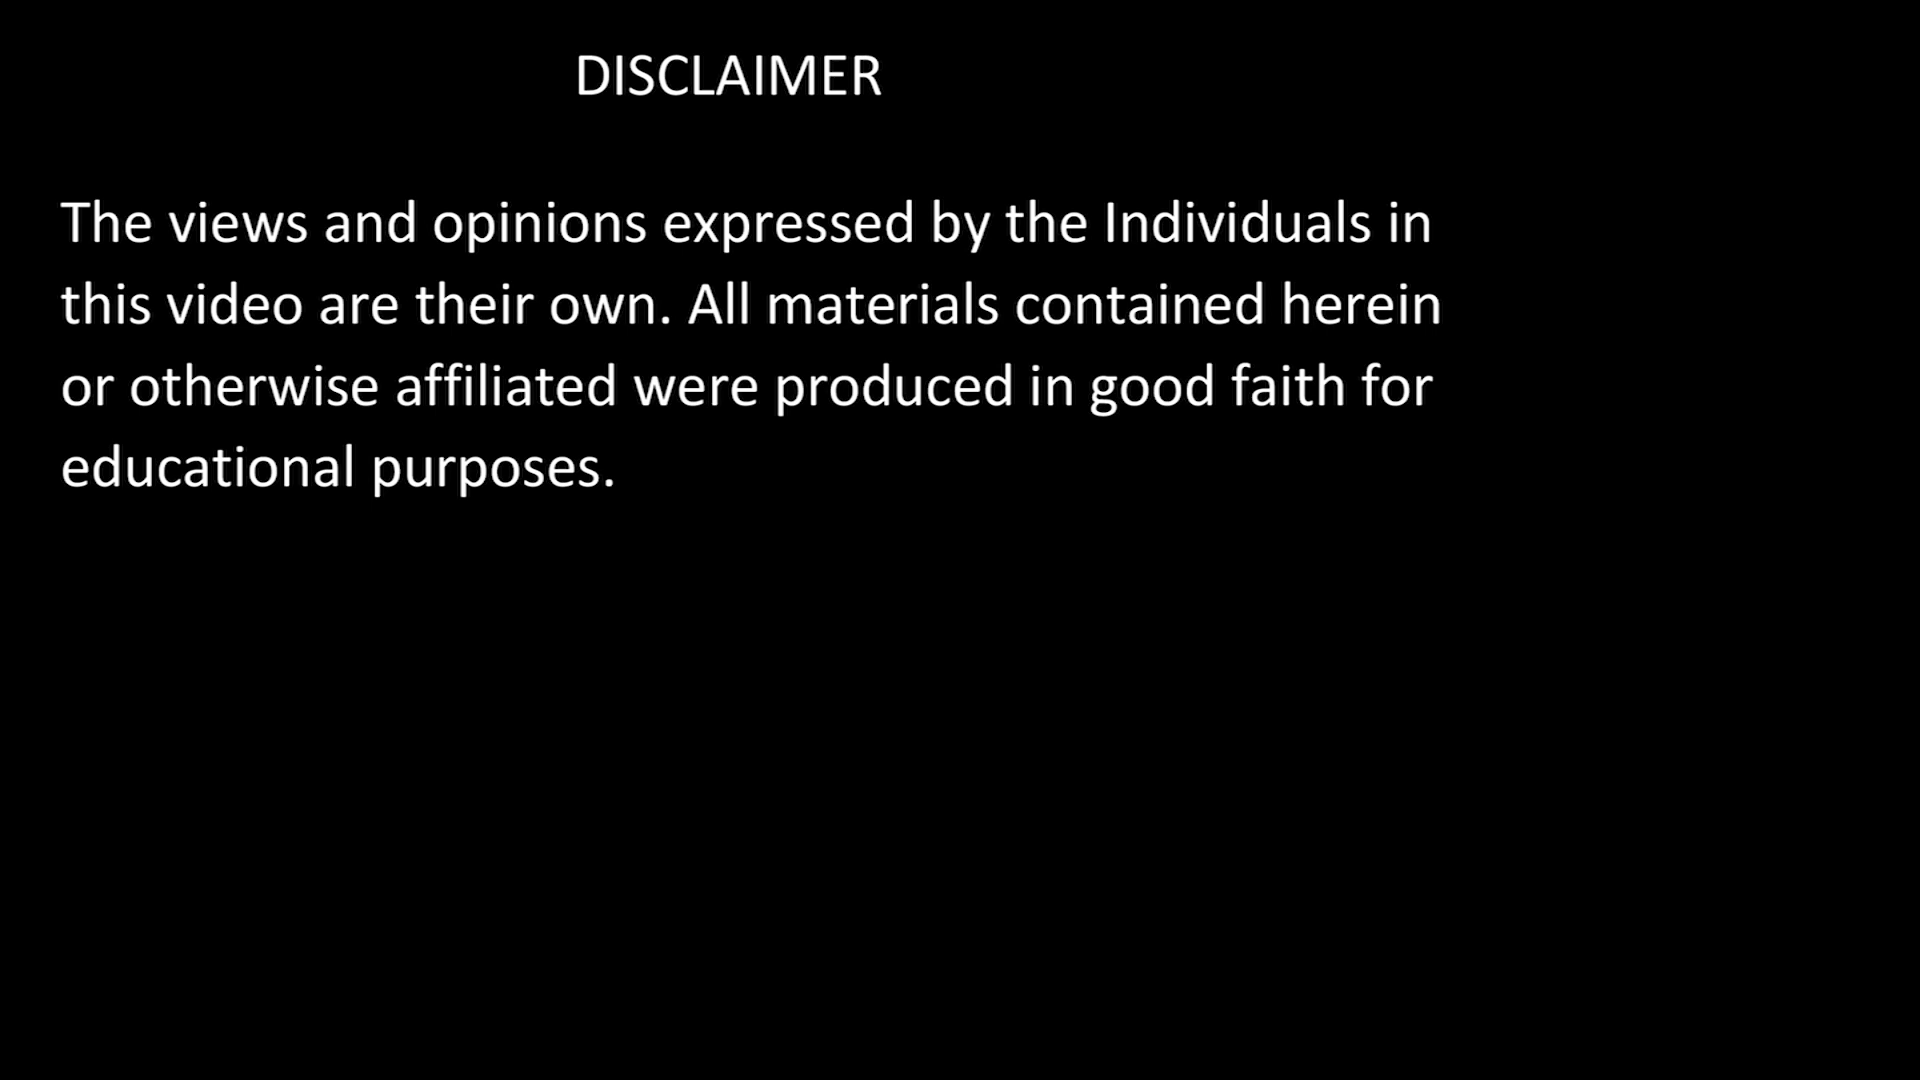 DISCLAIMER
The views and opinions expressed by the Individuals in
this video are their own. All materials contained herein
or otherwise affiliated were produced in good faith for
educational purposes.